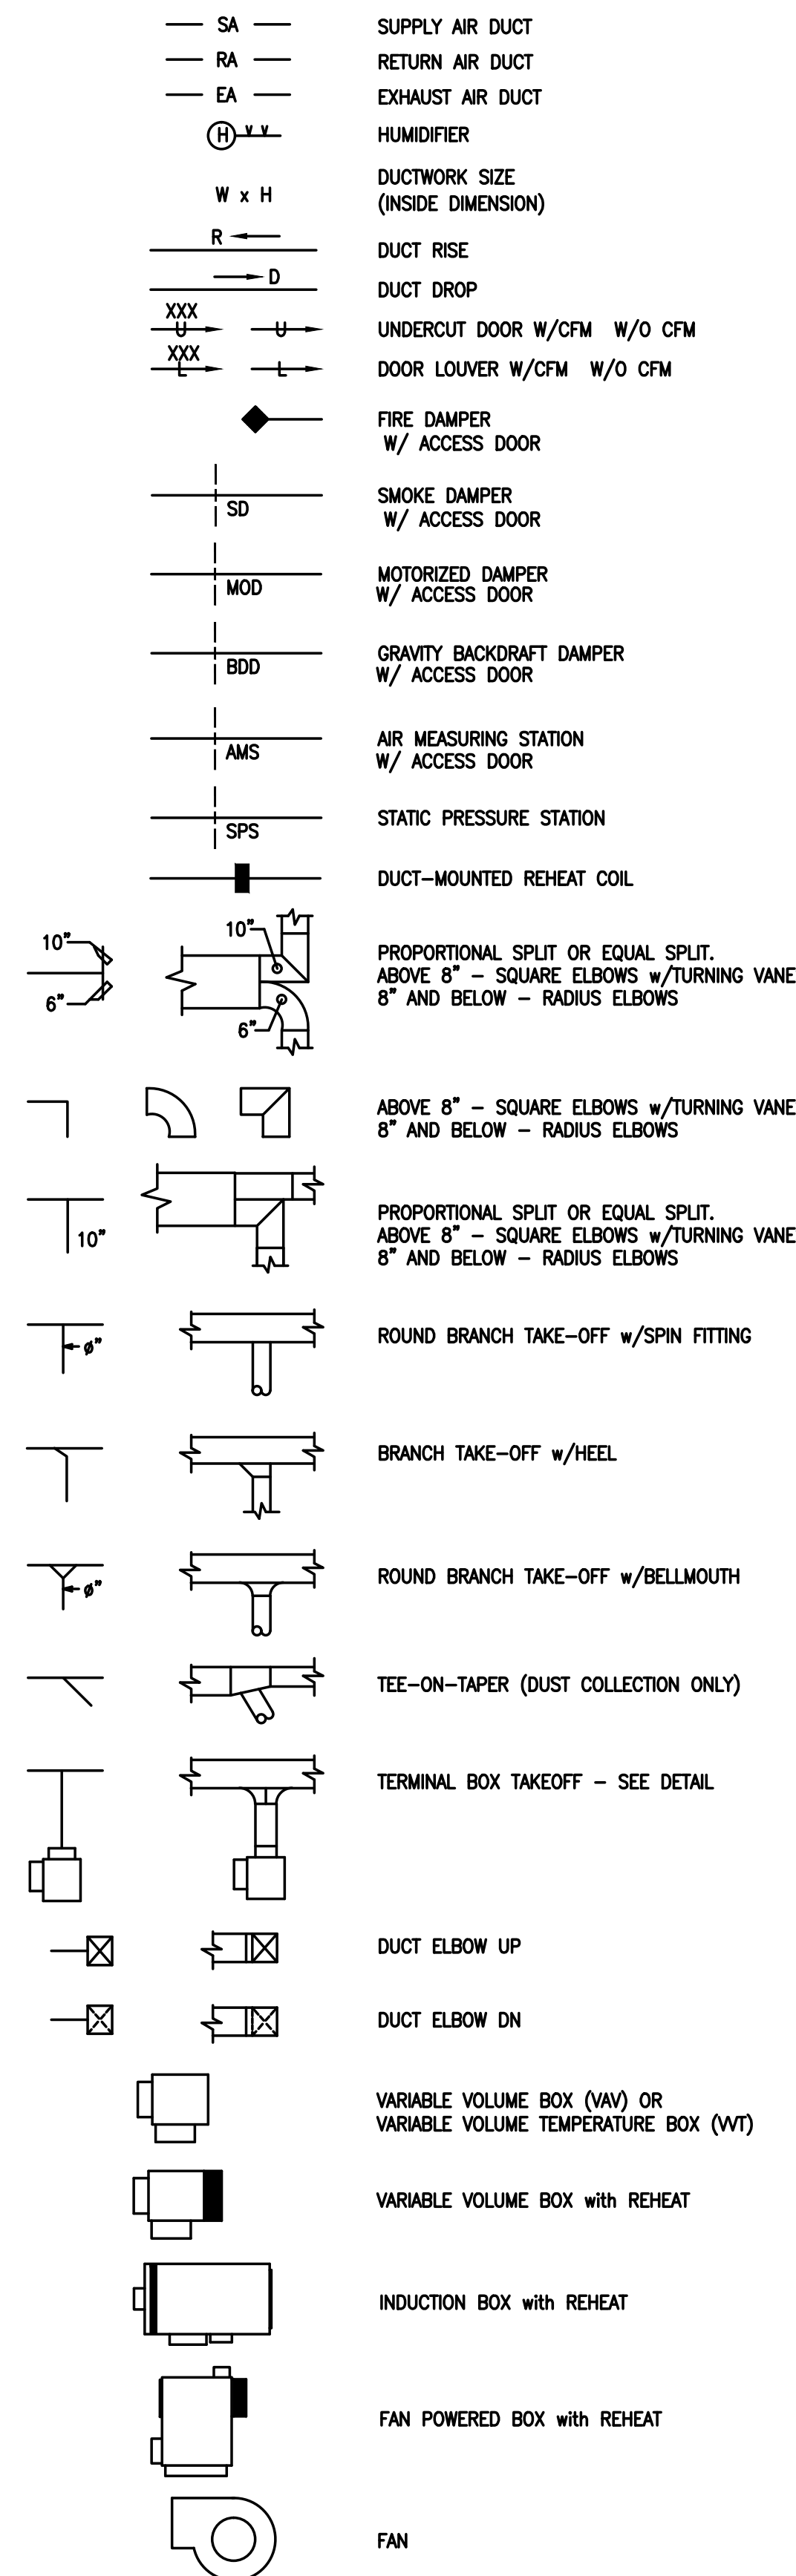 SA SUPPLY AIR DUCT
RA RETURN AIR DUCT
EA EXHAUST AIR DUCT
H V V HUMIDIFIER
DUCTWORK SIZE
W x H
(INSIDE DIMENSION)
R
DUCT RISE
D
DUCT DROP
XXX
U U UNDERCUT DOOR W/CFM W/O CFM
XXX
L L DOOR LOUVER W/CFM W/O CFM
FIRE DAMPER
W/ ACCESS DOOR
SMOKE DAMPER
SD W/ ACCESS DOOR
MOTORIZED DAMPER
MOD W/ ACCESS DOOR
GRAVITY BACKDRAFT DAMPER
BDD W/ ACCESS DOOR
AIR MEASURING STATION
AMS W/ ACCESS DOOR
STATIC PRESSURE STATION
SPS
DUCT-MOUNTED REHEAT COIL
10" 10"
PROPORTIONAL SPLIT OR EQUAL SPLIT.
ABOVE 8" - SQUARE ELBOWS w/TURNING VANE
6" 8" AND BELOW - RADIUS ELBOWS
6"
ABOVE 8" - SQUARE ELBOWS w/TURNING VANE
8" AND BELOW - RADIUS ELBOWS
PROPORTIONAL SPLIT OR EQUAL SPLIT.
10" ABOVE 8" - SQUARE ELBOWS w/TURNING VANE
8" AND BELOW - RADIUS ELBOWS
ø" ROUND BRANCH TAKE-OFF w/SPIN FITTING
BRANCH TAKE-OFF w/HEEL
ø" ROUND BRANCH TAKE-OFF w/BELLMOUTH
TEE-ON-TAPER (DUST COLLECTION ONLY)
TERMINAL BOX TAKEOFF - SEE DETAIL
DUCT ELBOW UP
DUCT ELBOW DN
VARIABLE VOLUME BOX (VAV) OR
VARIABLE VOLUME TEMPERATURE BOX (VVT)
VARIABLE VOLUME BOX with REHEAT
INDUCTION BOX with REHEAT
FAN POWERED BOX with REHEAT
FAN